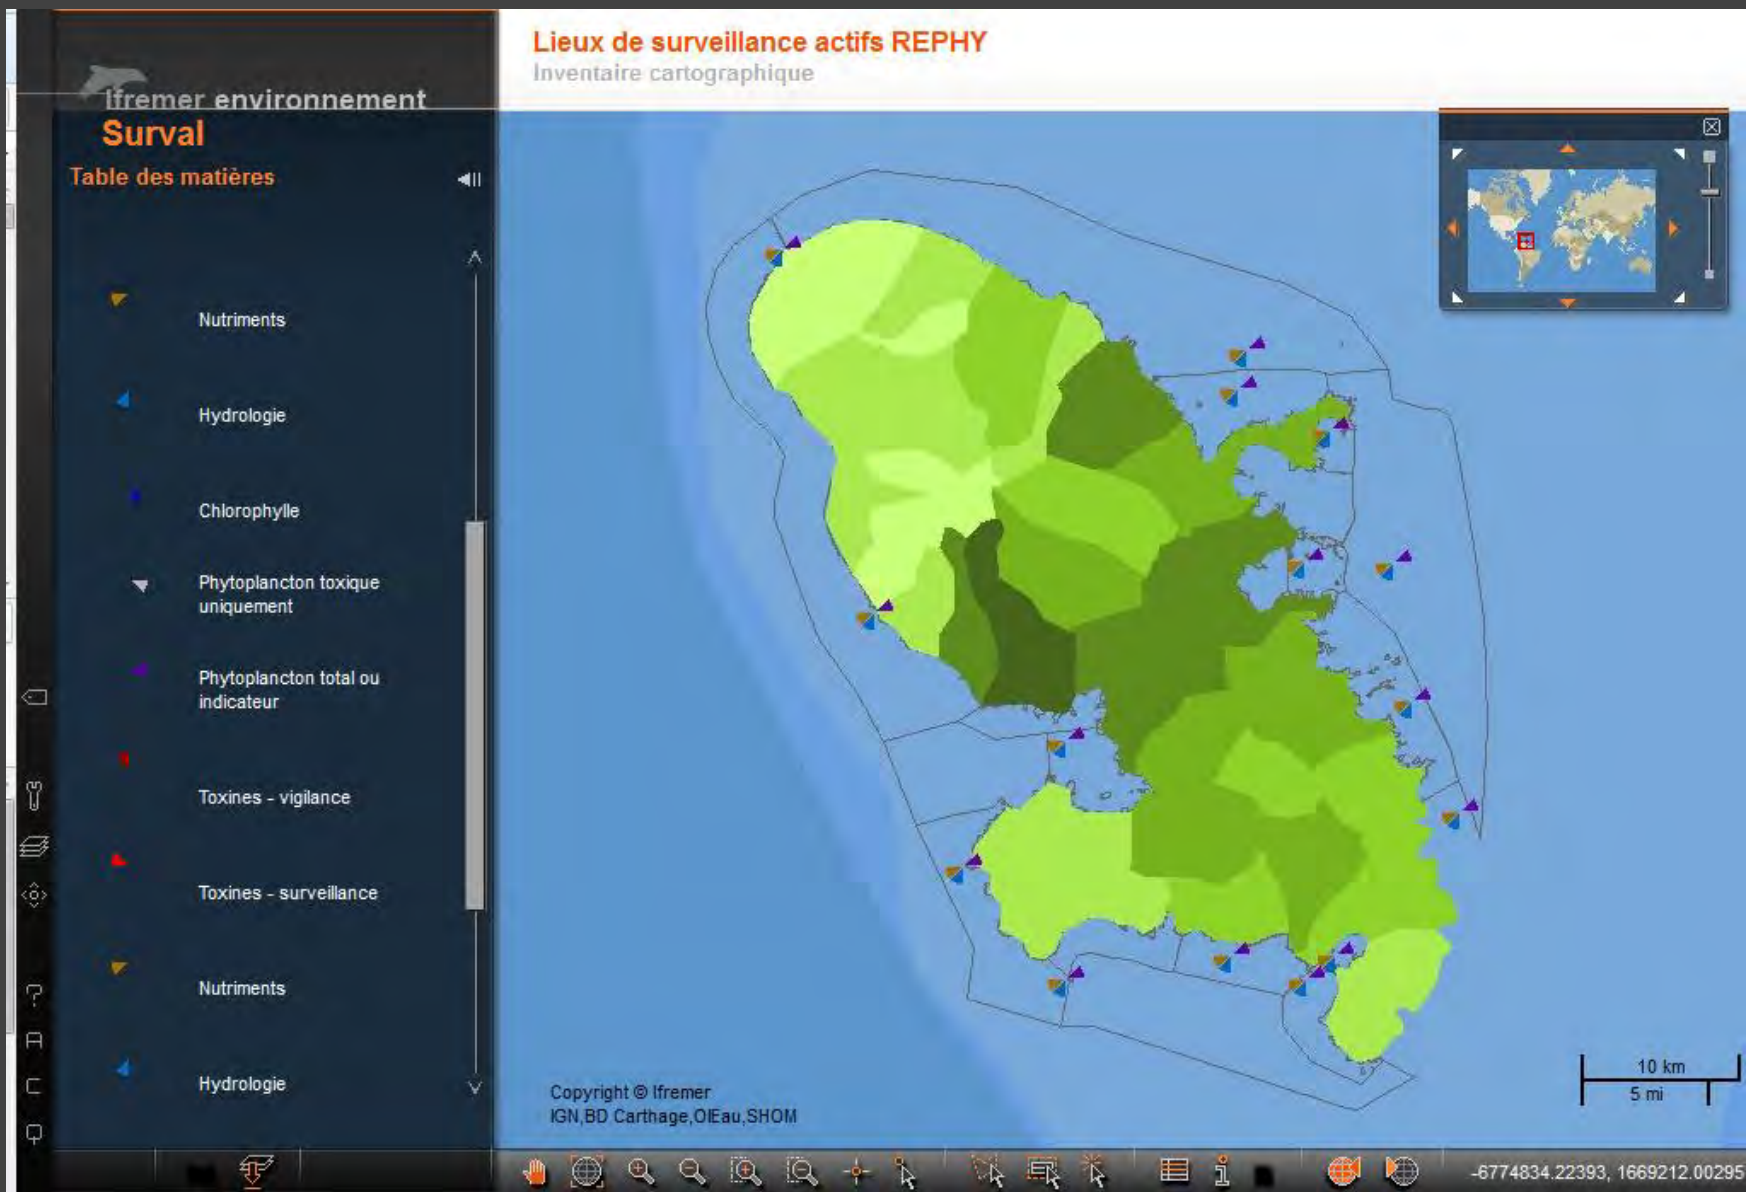 Lieux de surveillance actifs REPHY
Inventaire cartographique
Ifremer environnement
Surval
Table des matières
Nutriments
Hydrologie
Chlorophylle
Phytoplancton toxique
uniquement
Phytoplancton total ou
indicateur
Toxines - vigilance
Toxines - surveillance
Nutriments
Hydrologie
Copyright © Ifremer
IGN,BD Carthage,OIEau,SHOM
10 km
5 mi
-6774834.22393, 1669212.00295